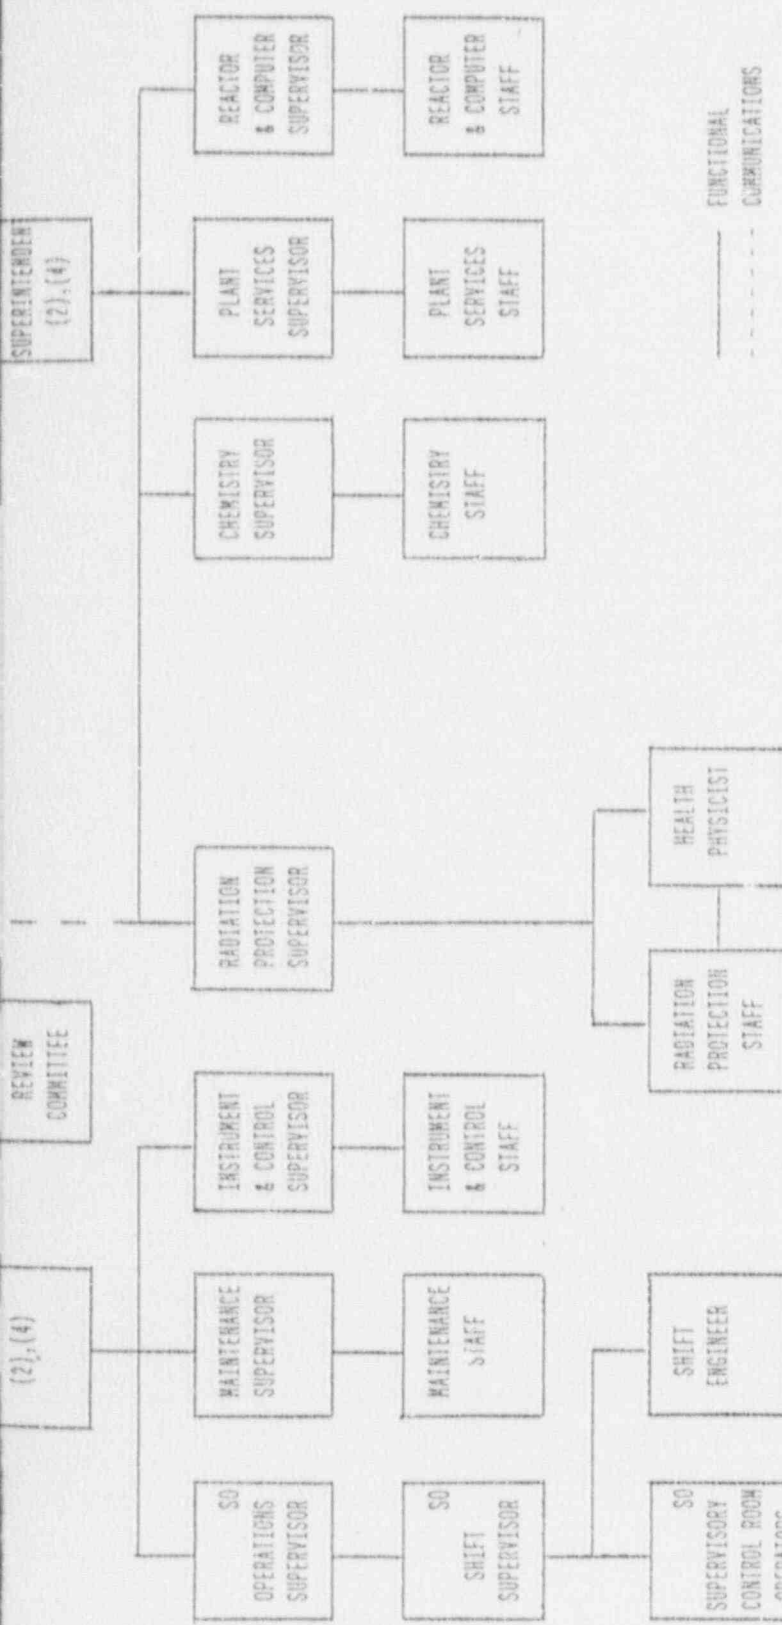 (2),(4)
REVIEW
COMMITTEE
SUPERINTENDEN
(2),(4)
SO
OPERATIONS
SUPERVISOR
MAINTENANCE
SUPERVISOR
INSTRUMENT
& CONTROL
SUPERVISOR
RADIATION
PROTECTION
SUPERVISOR
CHEMISTRY
SUPERVISOR
PLANT
SERVICES
SUPERVISOR
REACTOR
& COMPUTER
SUPERVISOR
SO
SHIFT
SUPERVISOR
MAINTENANCE
STAFF
INSTRUMENT
& CONTROL
STAFF
CHEMISTRY
STAFF
PLANT
SERVICES
STAFF
REACTOR
& COMPUTER
STAFF
SO
SUPERVISORY
CONTROL ROOM
OPERATORS
SHIFT
ENGINEER
RADIATION
PROTECTION
STAFF
HEALTH
PHYSICIST
FUNCTIONAL
COMMUNICATIONS